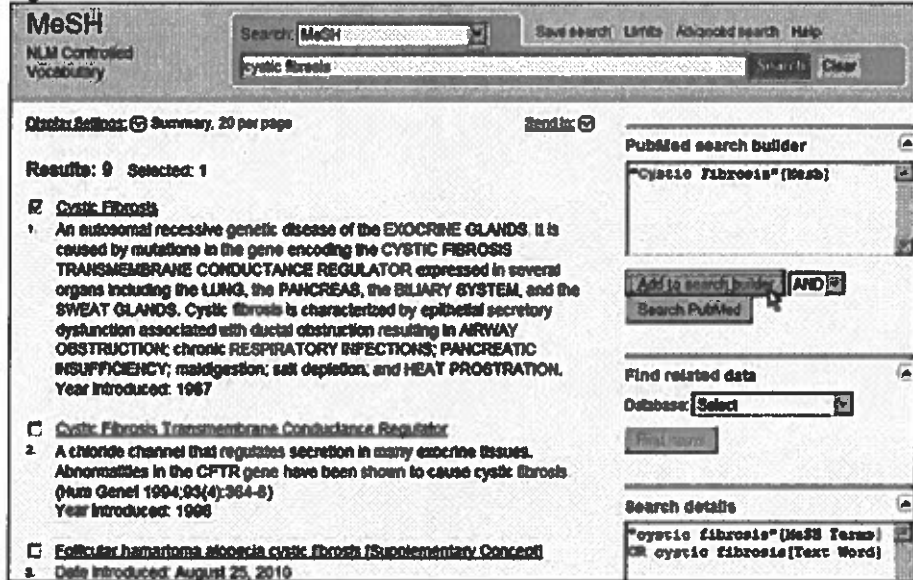 MeSH
NLM Controlled
Vocabulary
Search: MeSH
Save search Limits Advanced search Help
cystic fibrosis
Search Clear
Display Settings: Summary, 20 per page
Send to:
Results: 9 Selected: 1
Cystic Fibrosis
1. An autosomal recessive genetic disease of the EXOCRINE GLANDS. It is
caused by mutations in the gene encoding the CYSTIC FIBROSIS
TRANSMEMBRANE CONDUCTANCE REGULATOR expressed in several
organs including the LUNG, the PANCREAS, the BILIARY SYSTEM, and the
SWEAT GLANDS. Cystic fibrosis is characterized by epithelial secretory
dysfunction associated with ductal obstruction resulting in AIRWAY
OBSTRUCTION; chronic RESPIRATORY INFECTIONS; PANCREATIC
INSUFFICIENCY; maldigestion; salt depletion; and HEAT PROSTRATION.
Year introduced: 1967
Cystic Fibrosis Transmembrane Conductance Regulator
2. A chloride channel that regulates secretion in many exocrine tissues.
Abnormalities in the CFTR gene have been shown to cause cystic fibrosis.
(Hum Genet 1994;93(4):364-8)
Year introduced: 1996
Follicular hamartoma alopecia cystic fibrosis [Supplementary Concept]
3. Date introduced: August 25, 2010
PubMed search builder
"Cystic Fibrosis"[Mesh]
Add to search builder AND
Search PubMed
Find related data
Database: Select
Find items
Search details
"cystic fibrosis"[MeSH Terms]
OR cystic fibrosis[Text Word]